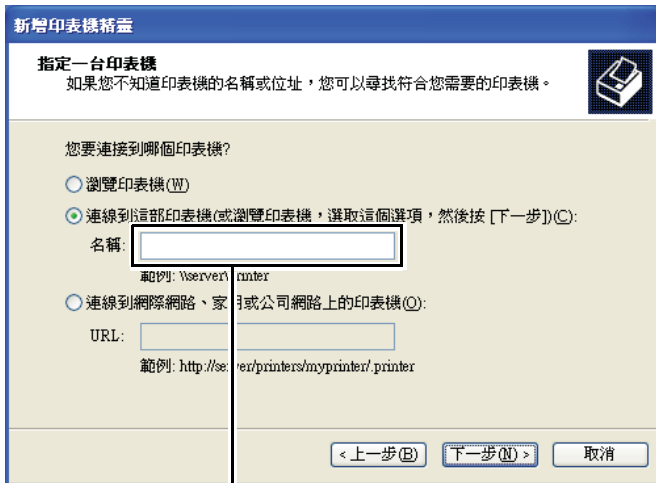 新增印表機精靈
指定一台印表機
如果您不知道印表機的名稱或位址，您可以尋找符合您需要的印表機。
您要連接到哪個印表機?
瀏覽印表機(W)
連線到這部印表機(或瀏覽印表機，選取這個選項，然後按 [下一步])(C):
名稱:
範例: \\server\printer
連線到網際網路、家用或公司網路上的印表機(O):
URL:
範例: http://server/printers/myprinter/.printer
<上一步(B) 下一步(N)> 取消